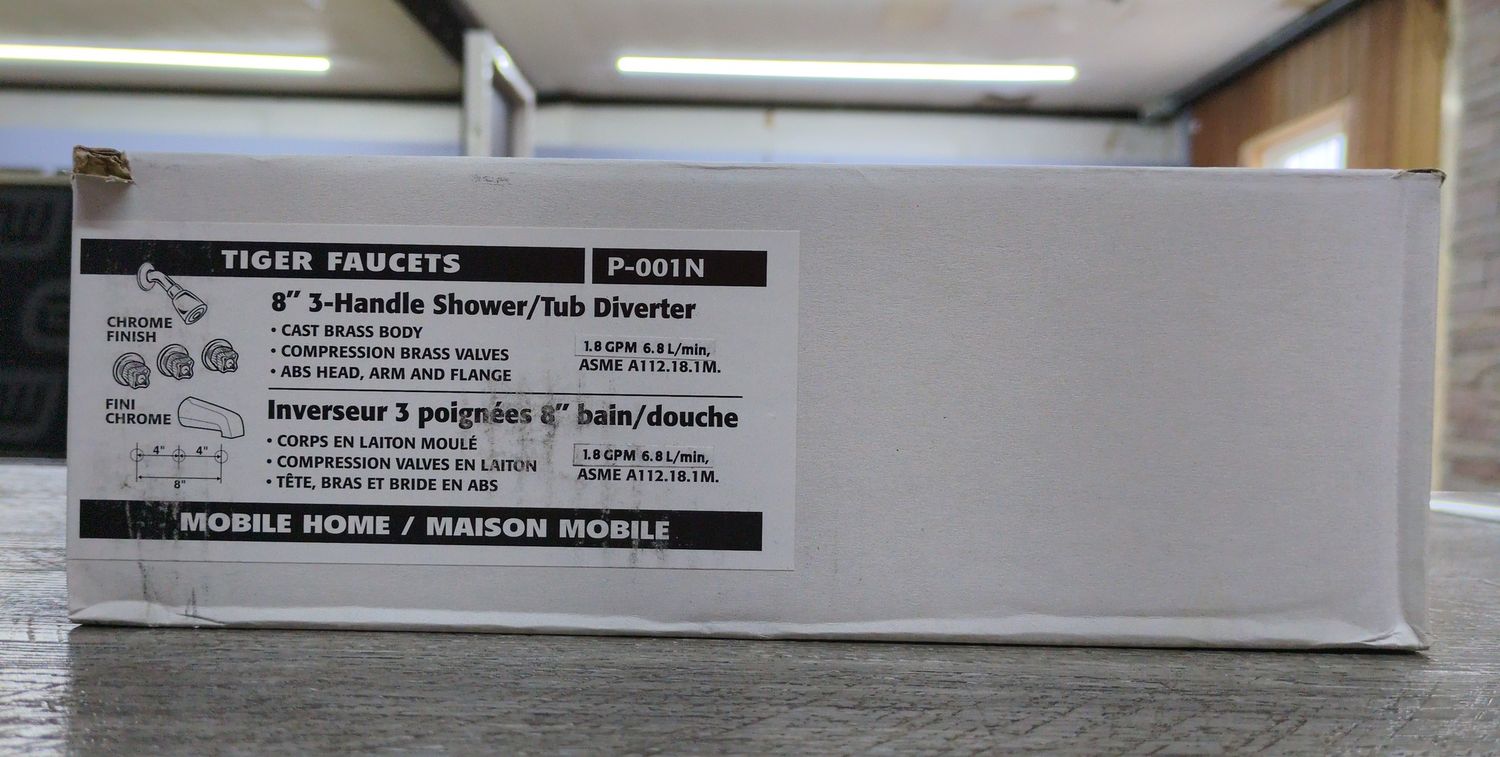 TIGER FAUCETS
P-001N
8” 3-Handle Shower/Tub Diverter
CHROME
FINISH
• CAST BRASS BODY
• COMPRESSION BRASS VALVES
• ABS HEAD, ARM AND FLANGE
1.8 GPM 6.8 L/min,
ASME A112.18.1M.
FINI
CHROME
Inverseur 3 poignées 8” bain/douche
• CORPS EN LAITON MOULÉ
• COMPRESSION VALVES EN LAITON
• TÊTE, BRAS ET BRIDE EN ABS
1.8 GPM 6.8 L/min,
ASME A112.18.1M.
4" 4"
8"
MOBILE HOME / MAISON MOBILE